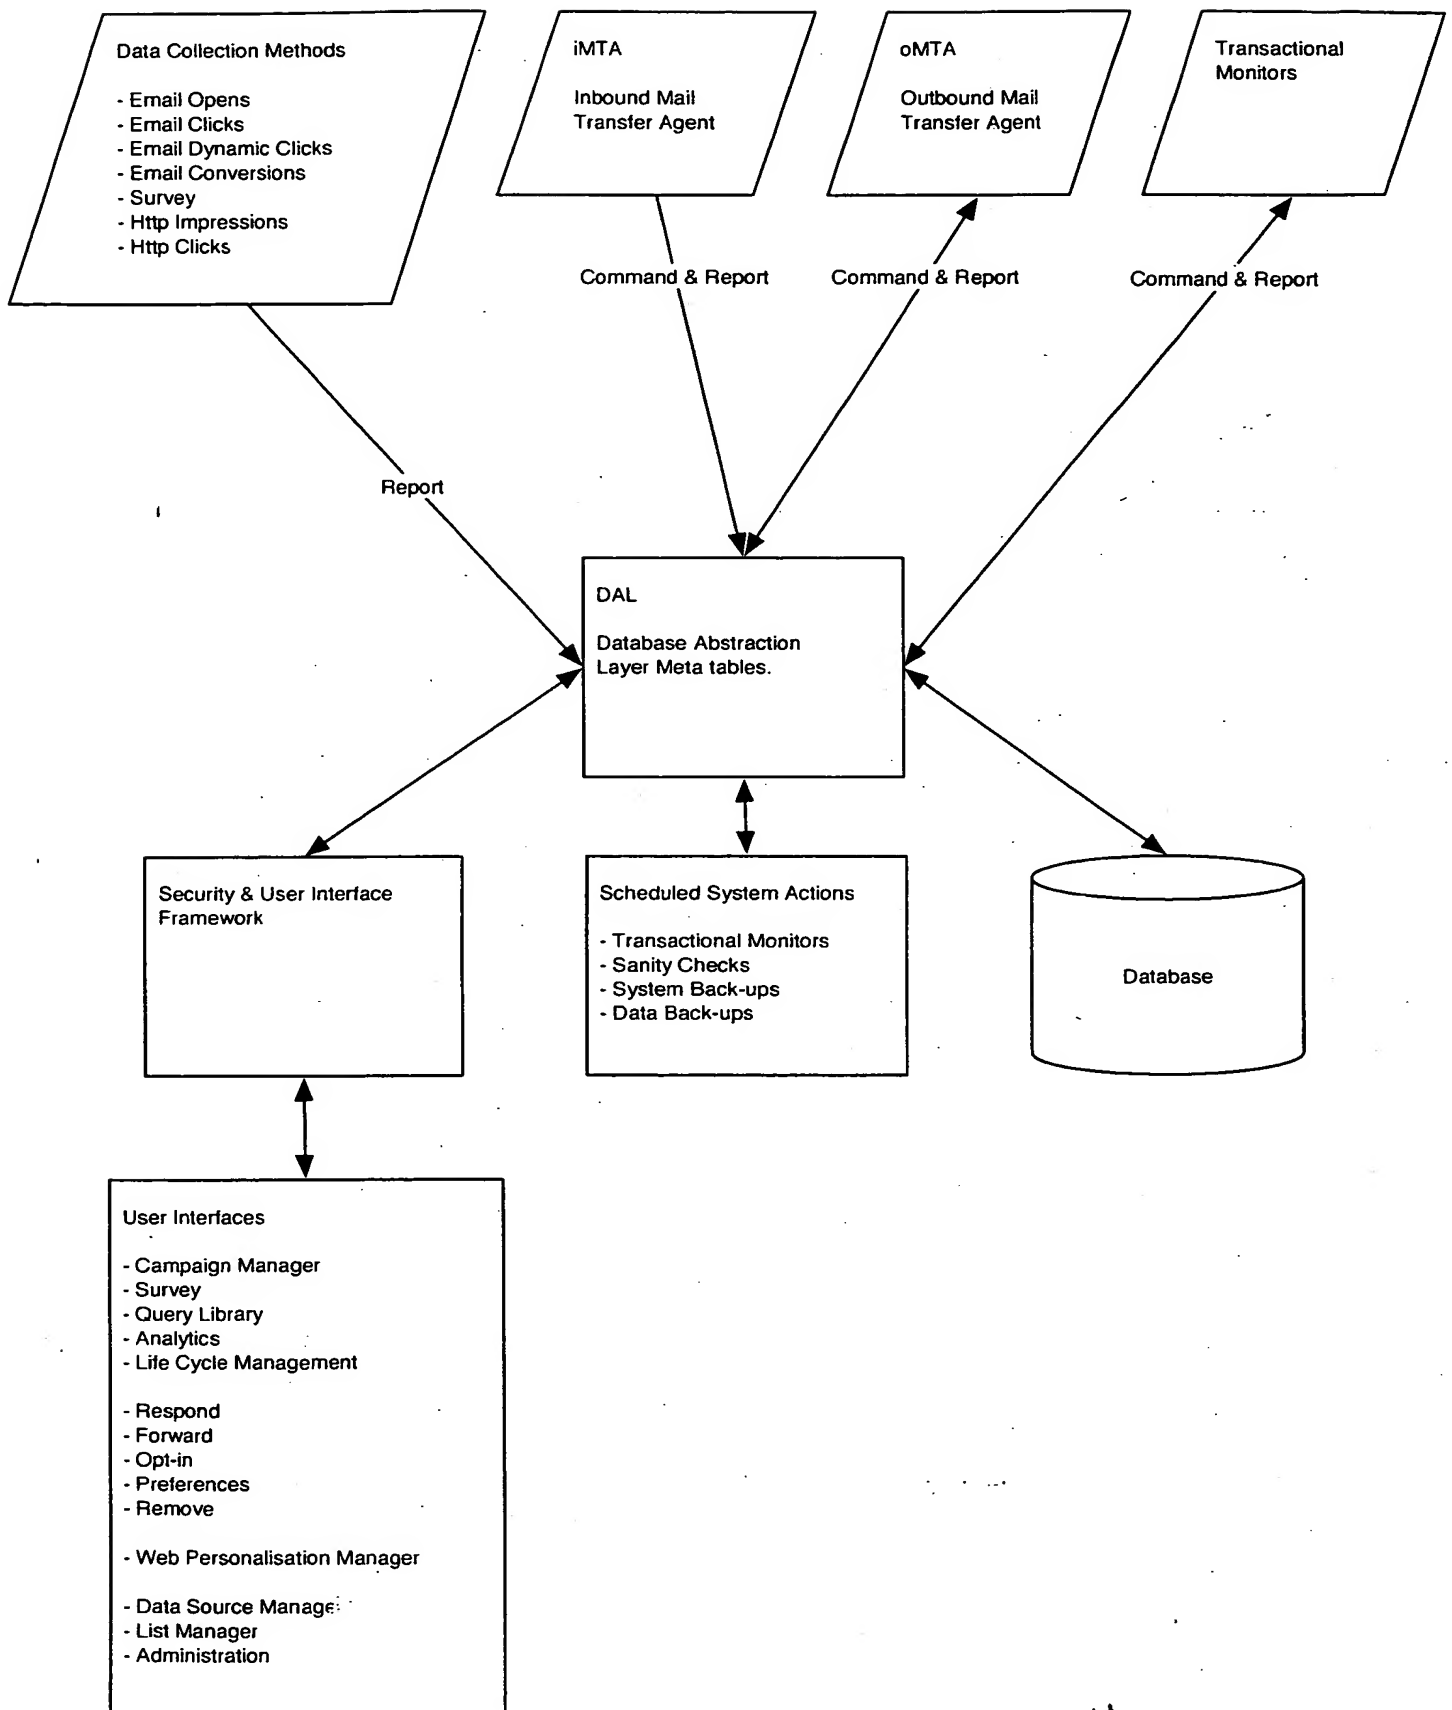 Data Collection Methods
- Email Opens
- Email Clicks
- Email Dynamic Clicks
- Email Conversions
- Survey
- Http Impressions
- Http Clicks
iMTA
Inbound Mail
Transfer Agent
oMTA
Outbound Mail
Transfer Agent
Transactional
Monitors
Command & Report
Command & Report
Command & Report
Report
DAL
Database Abstraction
Layer Meta tables.
Security & User Interface
Framework
Scheduled System Actions
- Transactional Monitors
- Sanity Checks
- System Back-ups
- Data Back-ups
Database
User Interfaces
- Campaign Manager
- Survey
- Query Library
- Analytics
- Life Cycle Management
- Respond
- Forward
- Opt-in
- Preferences
- Remove
- Web Personalisation Manager
- Data Source Manage
- List Manager
- Administration